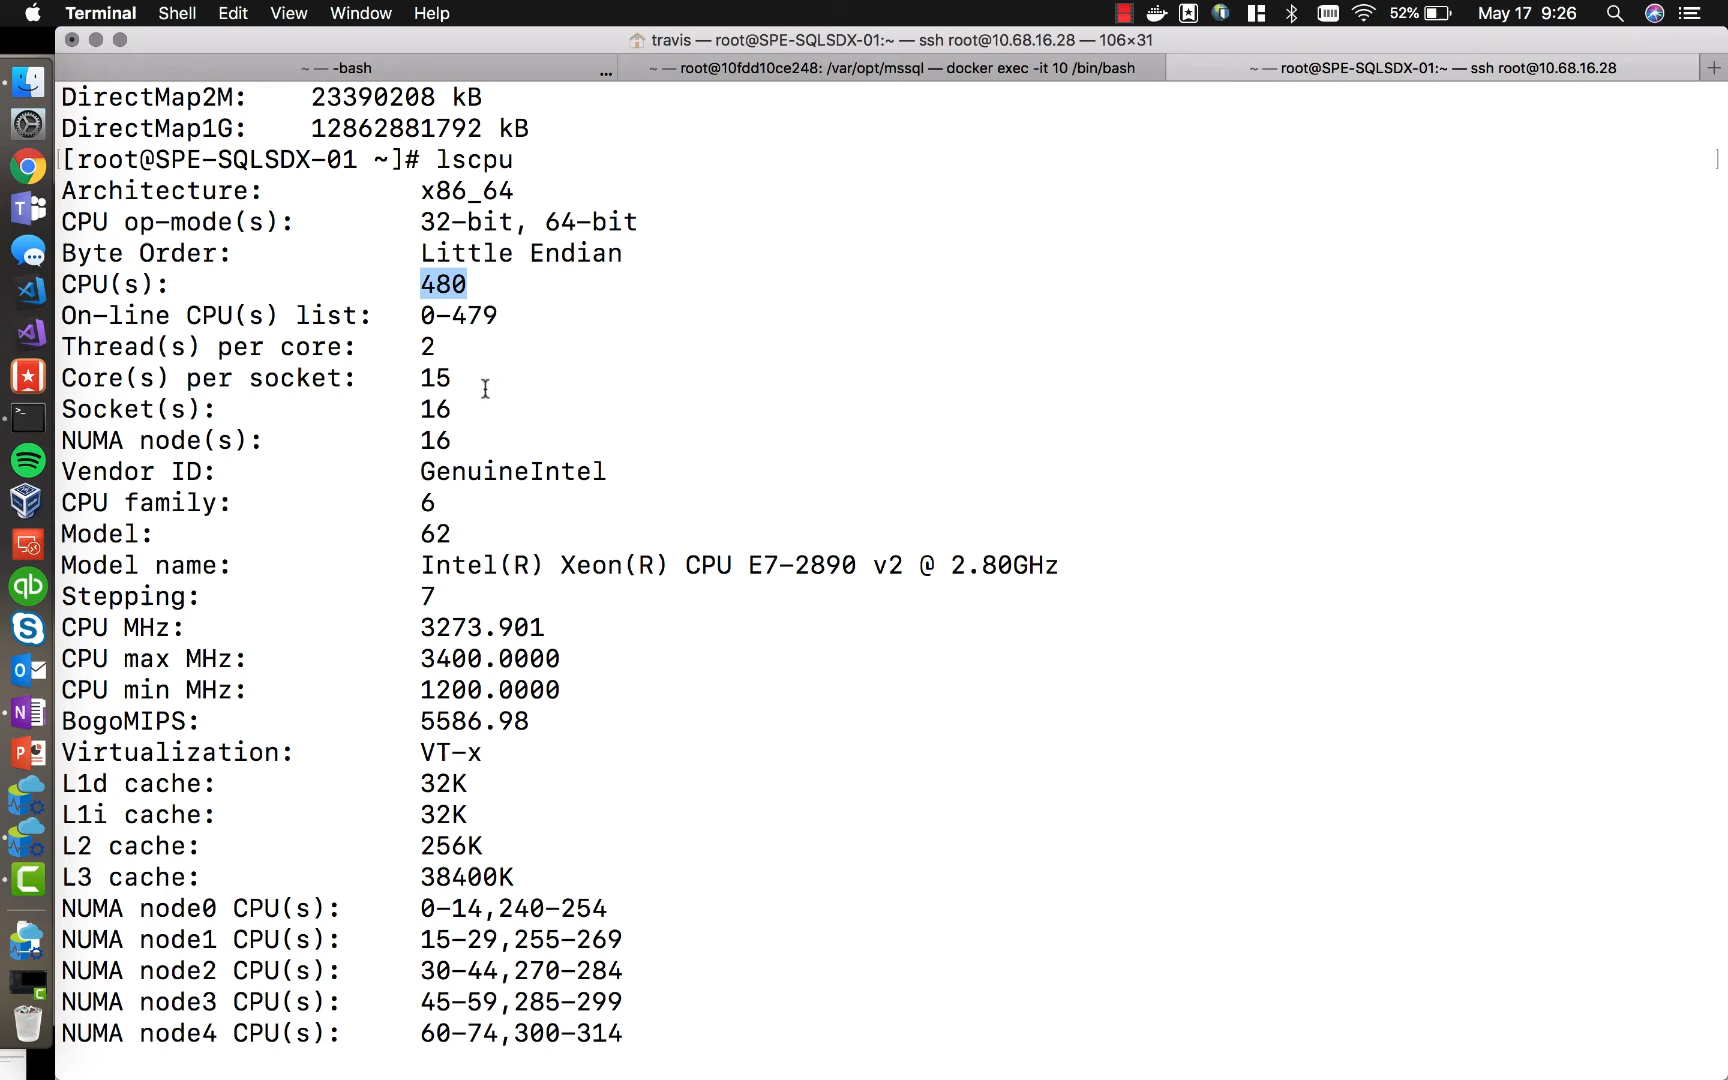 Terminal Shell Edit View Window Help 52% May 17 9:26
travis — root@SPE-SQLSDX-01:~ — ssh root@10.68.16.28 — 106×31
~ — -bash ... ~ — root@10fdd10ce248: /var/opt/mssql — docker exec -it 10 /bin/bash ~ — root@SPE-SQLSDX-01:~ — ssh root@10.68.16.28 +
DirectMap2M: 23390208 kB
DirectMap1G: 12862881792 kB
[root@SPE-SQLSDX-01 ~]# lscpu
Architecture: x86_64
CPU op-mode(s): 32-bit, 64-bit
Byte Order: Little Endian
CPU(s): 480
On-line CPU(s) list: 0-479
Thread(s) per core: 2
Core(s) per socket: 15
Socket(s): 16
NUMA node(s): 16
Vendor ID: GenuineIntel
CPU family: 6
Model: 62
Model name: Intel(R) Xeon(R) CPU E7-2890 v2 @ 2.80GHz
Stepping: 7
CPU MHz: 3273.901
CPU max MHz: 3400.0000
CPU min MHz: 1200.0000
BogoMIPS: 5586.98
Virtualization: VT-x
L1d cache: 32K
L1i cache: 32K
L2 cache: 256K
L3 cache: 38400K
NUMA node0 CPU(s): 0-14,240-254
NUMA node1 CPU(s): 15-29,255-269
NUMA node2 CPU(s): 30-44,270-284
NUMA node3 CPU(s): 45-59,285-299
NUMA node4 CPU(s): 60-74,300-314